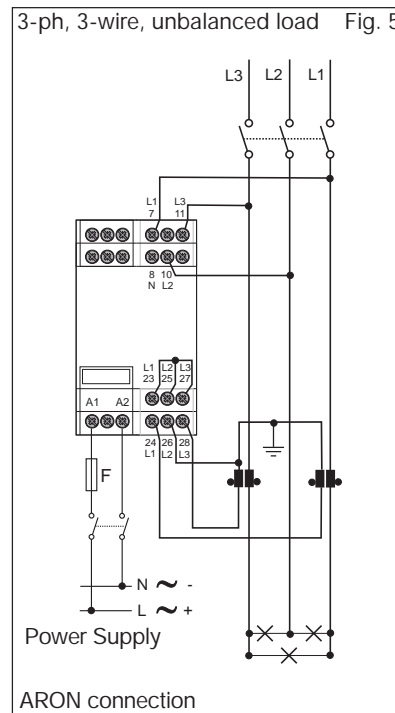 3-ph, 3-wire, unbalanced load Fig. 5
L3 L2 L1
L1 L3
7 11
8 10
N L2
L1 L2 L3
23 25 27
A1 A2
24 26 28
L1 L2 L3
F
N ~ -
L ~ +
Power Supply
ARON connection